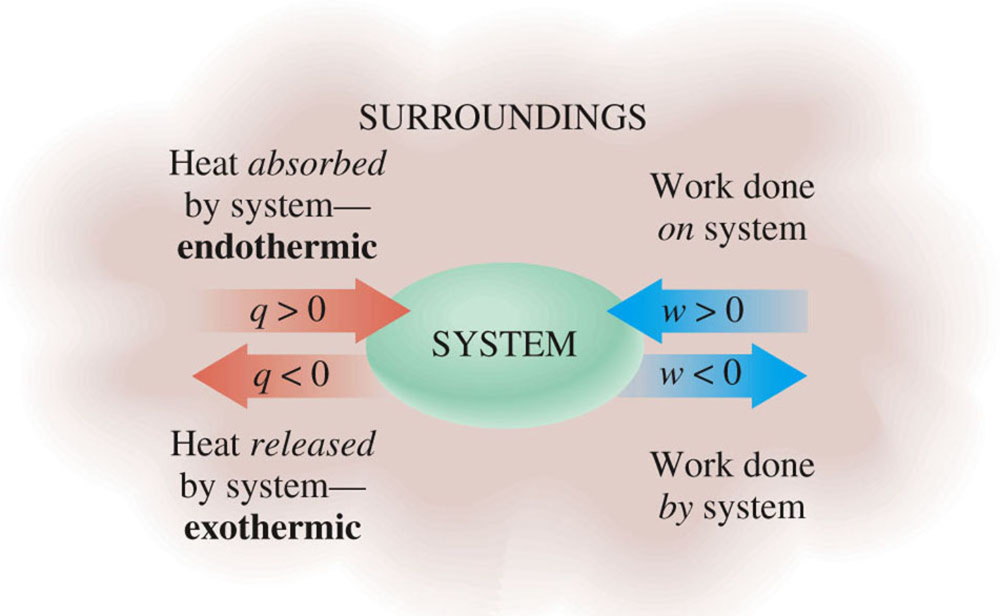 SURROUNDINGS
Heat absorbed
by system—
endothermic
Work done
on system
q > 0
w > 0
SYSTEM
q < 0
w < 0
Heat released
by system—
exothermic
Work done
by system